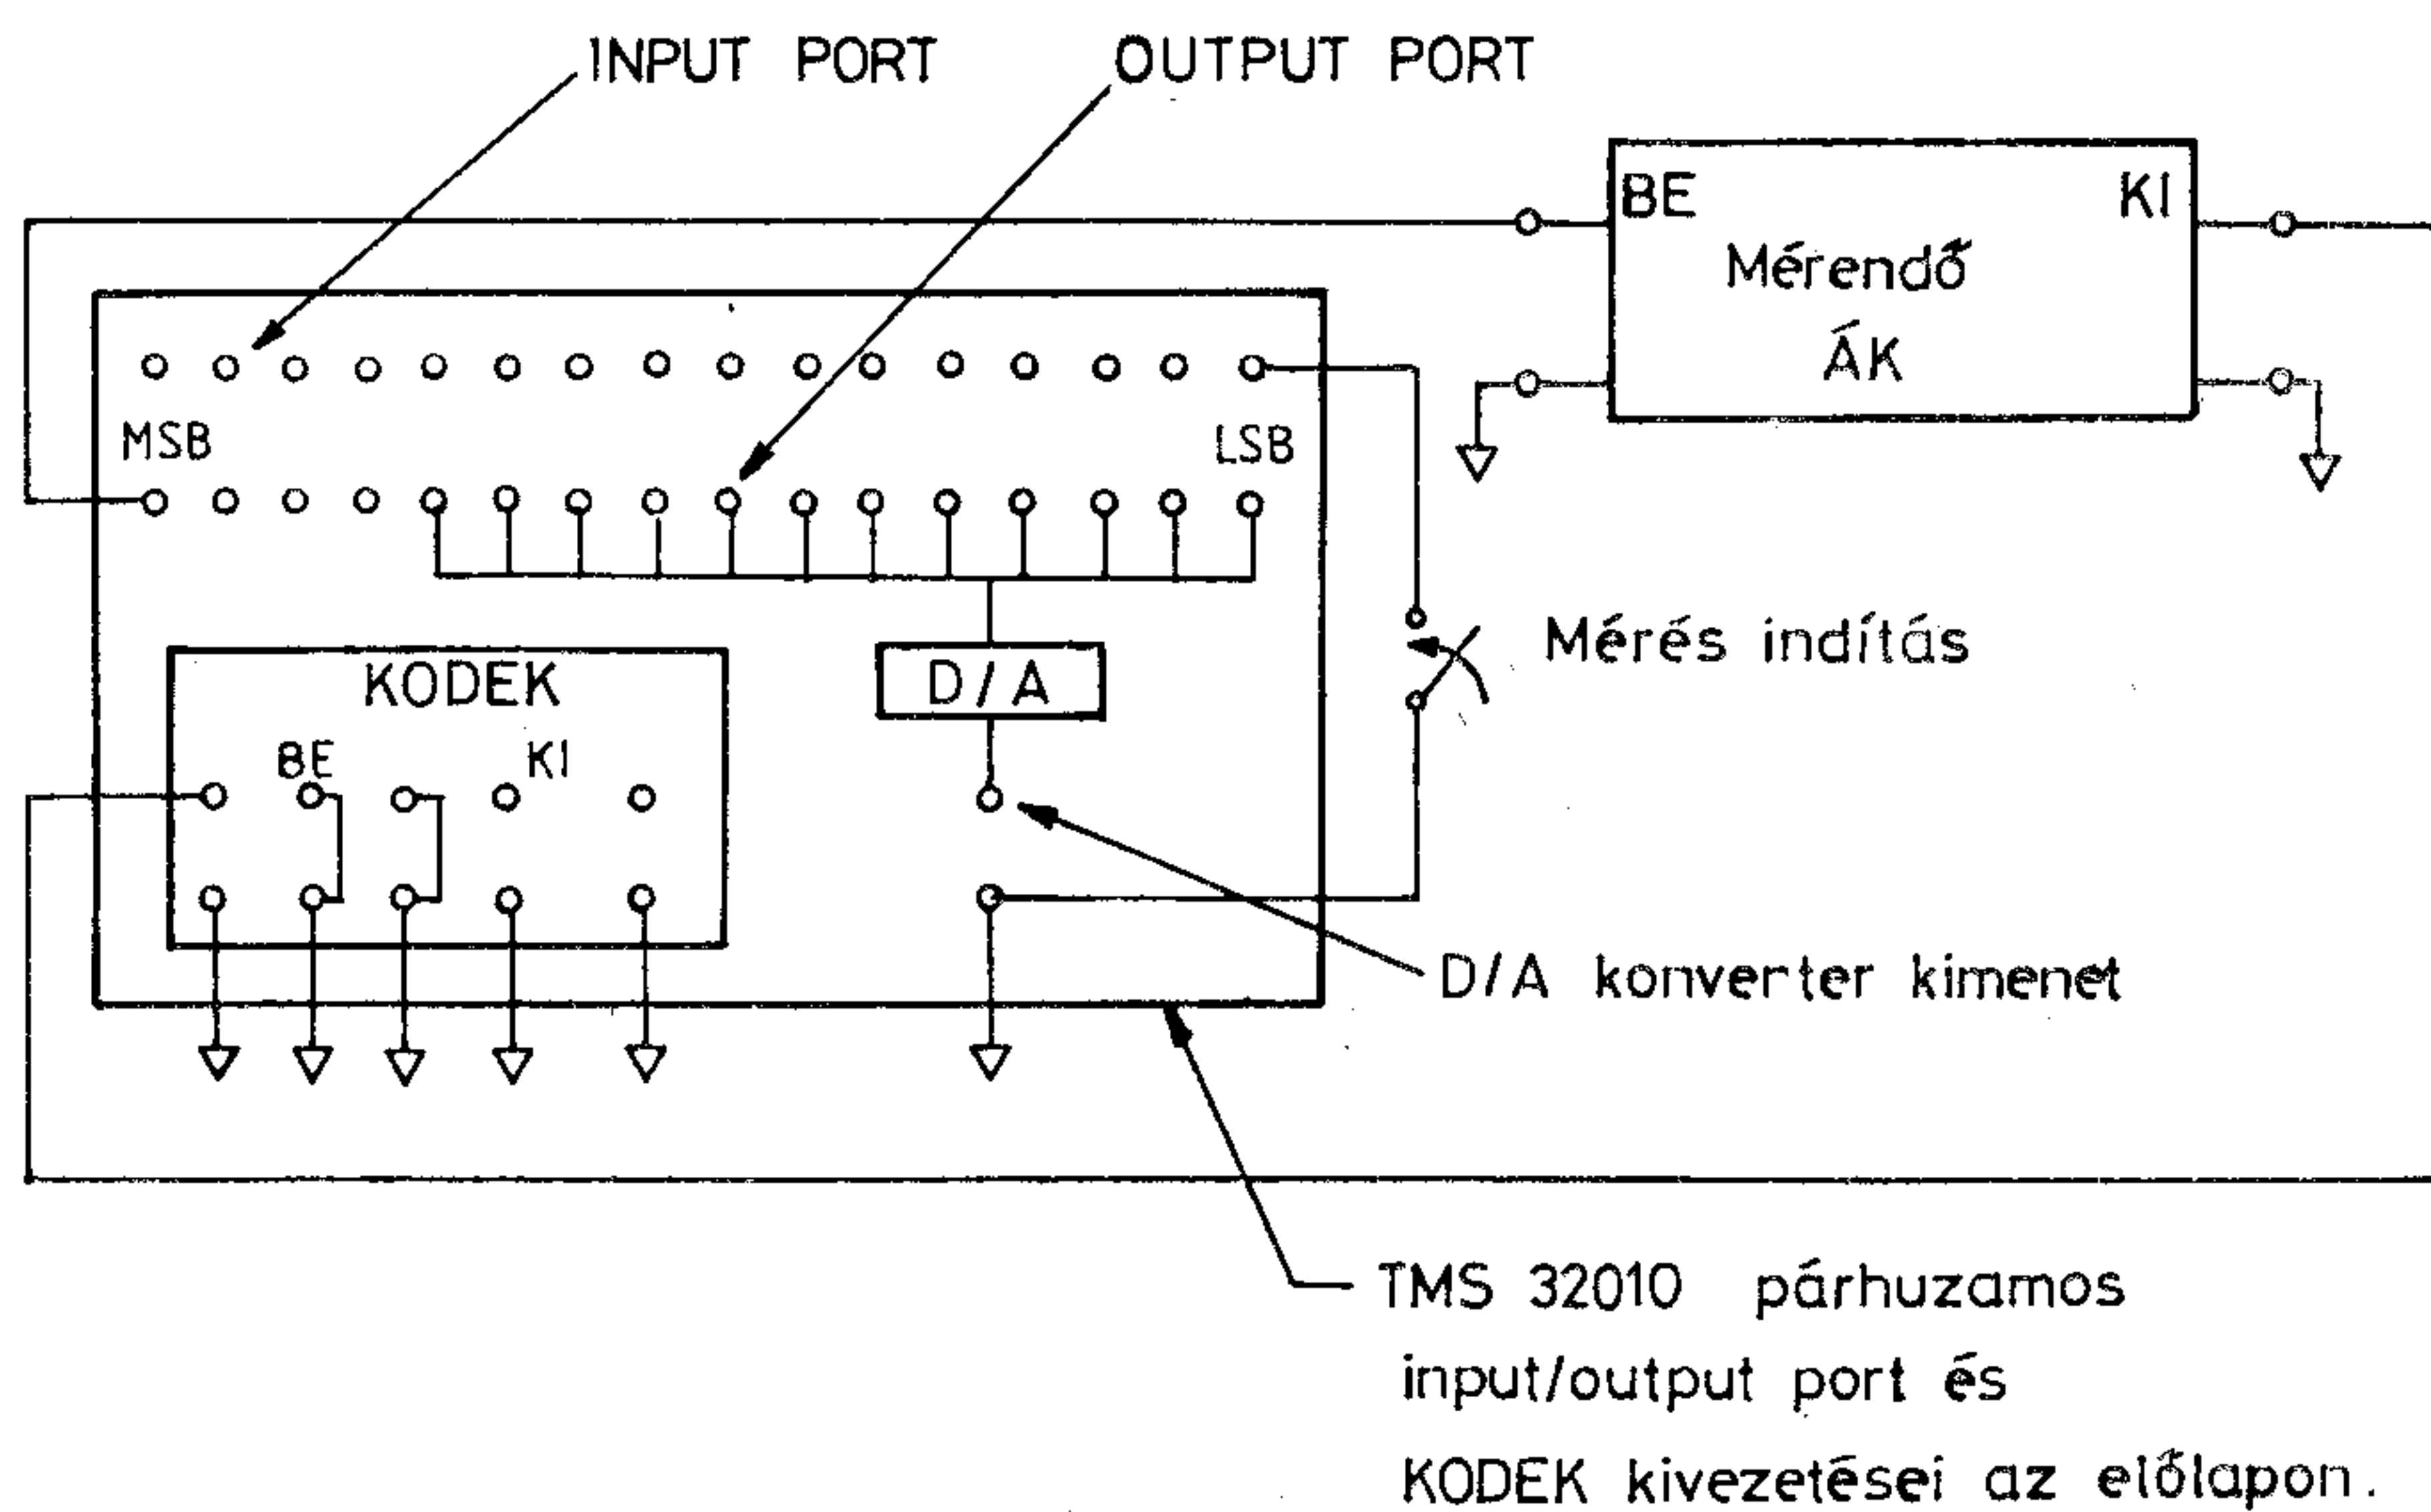 INPUT PORT
OUTPUT PORT
BE
KI
Mérendő
ÁK
MSB
LSB
Mérés indítás
KODEK
D/A
BE
KI
D/A konverter kimenet
TMS 32010 párhuzamos
input/output port és
KODEK kivezetései az előlapon.